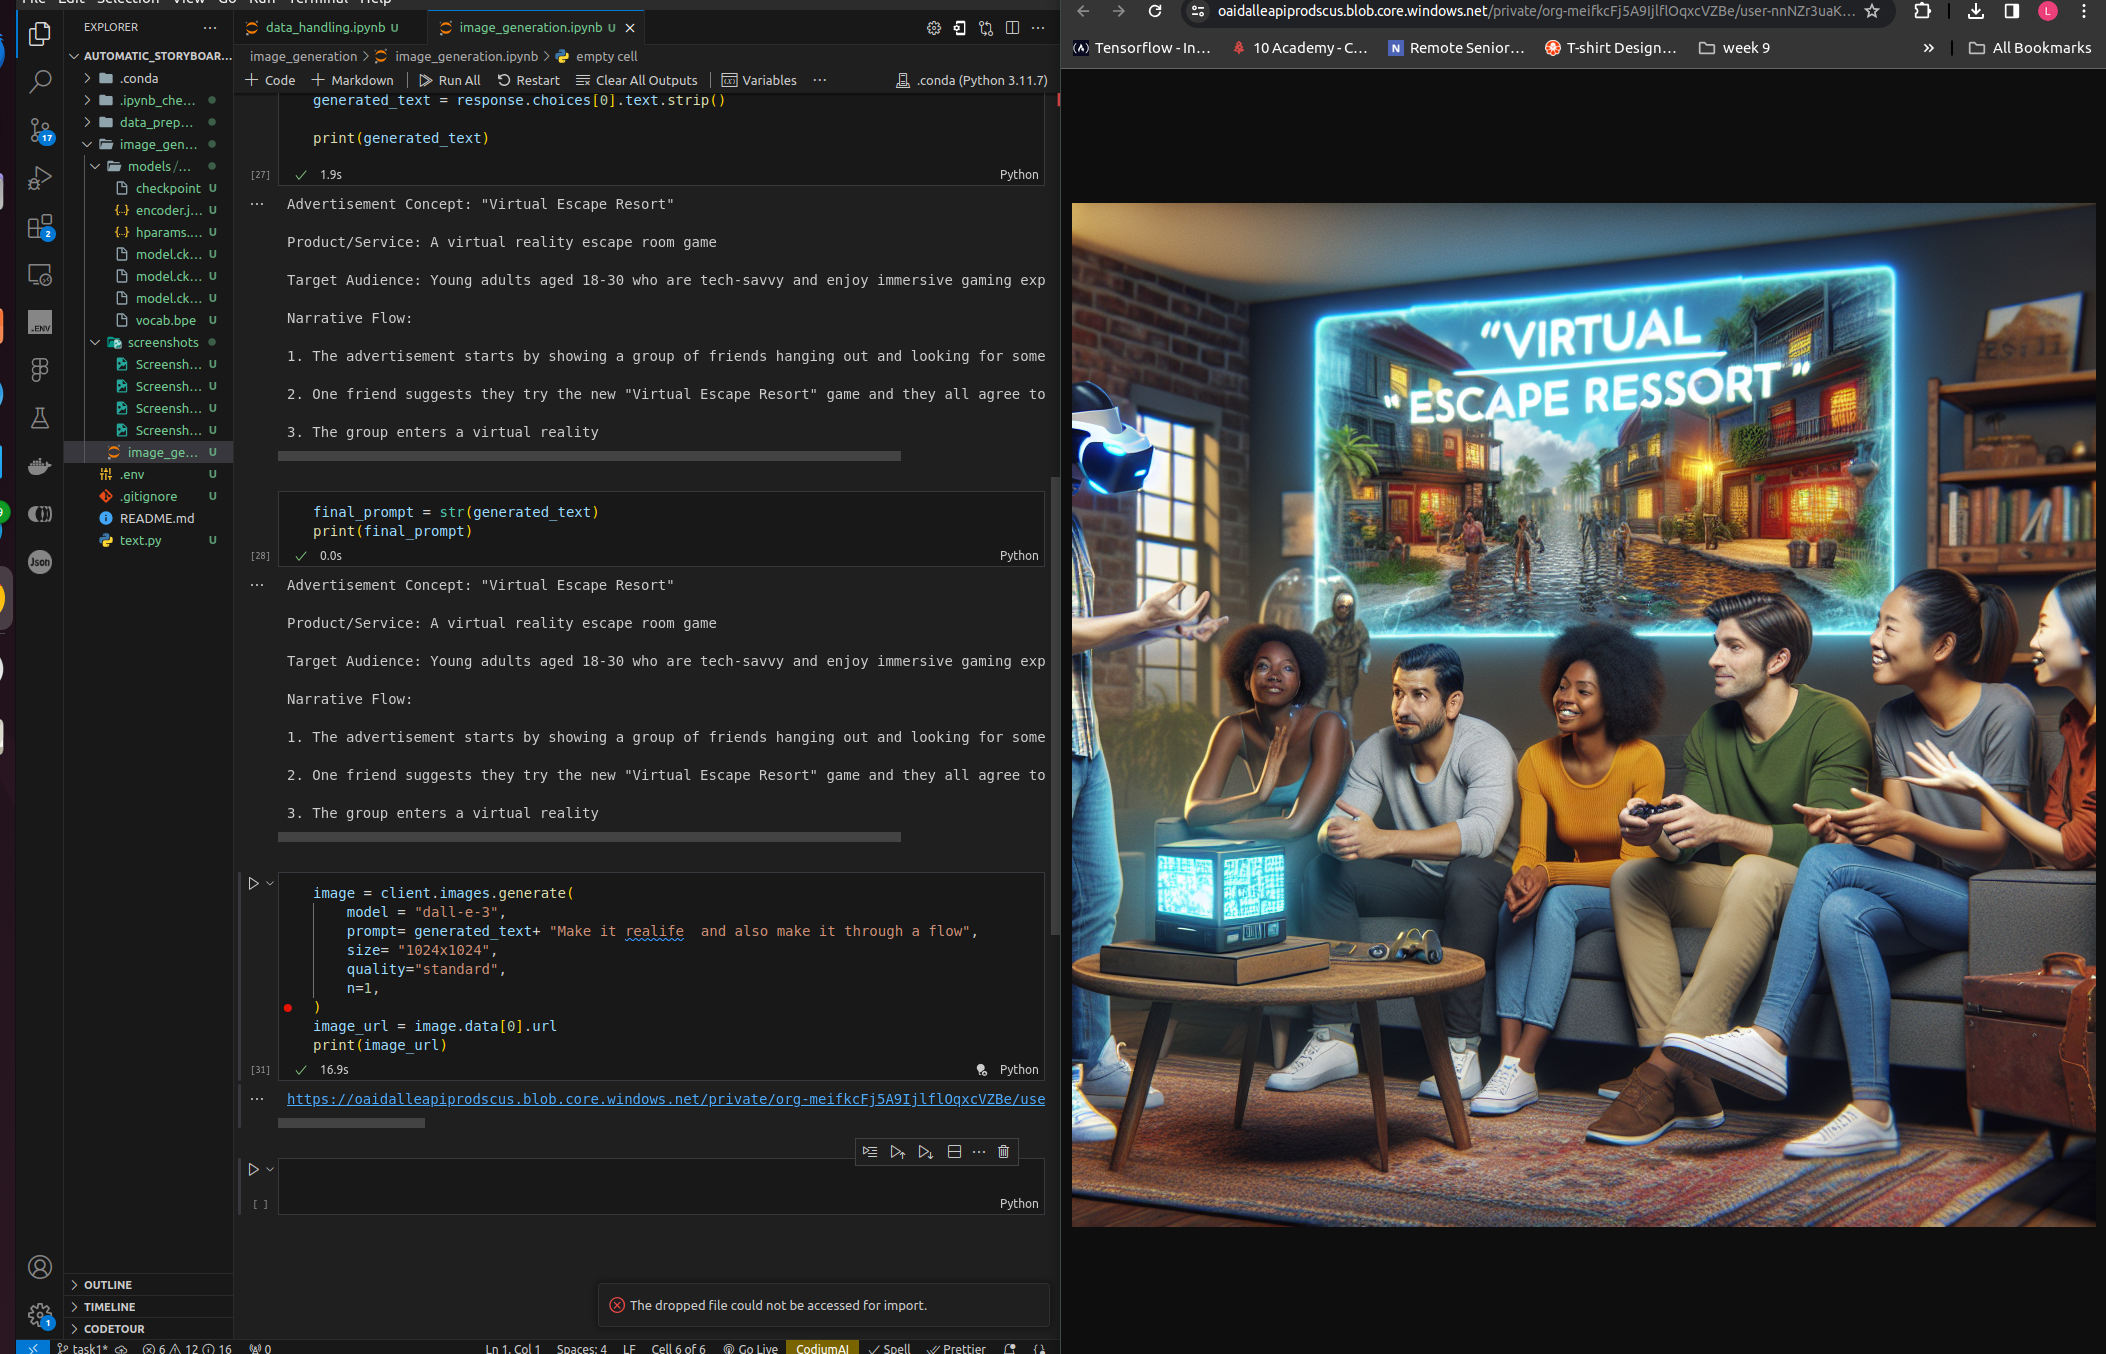 File Edit Selection View Go Run Terminal Help
EXPLORER
AUTOMATIC_STORYBOAR...
.conda
.ipynb_che...
data_prep...
image_gen...
models/...
checkpoint U
encoder.j... U
{..} hparams.... U
model.ck... U
model.ck... U
model.ck... U
vocab.bpe U
screenshots
Screensh... U
Screensh... U
Screensh... U
Screensh... U
image_ge... U
.env U
.gitignore U
README.md
text.py U
OUTLINE
TIMELINE
CODETOUR
17
2
.ENV
Json
1
data_handling.ipynb U
image_generation.ipynb U
image_generation > image_generation.ipynb > empty cell
+ Code + Markdown Run All Restart Clear All Outputs Variables ... .conda (Python 3.11.7)
generated_text = response.choices[0].text.strip()
print(generated_text)
[27] 1.9s Python
Advertisement Concept: "Virtual Escape Resort"
Product/Service: A virtual reality escape room game
Target Audience: Young adults aged 18-30 who are tech-savvy and enjoy immersive gaming exp
Narrative Flow:
1. The advertisement starts by showing a group of friends hanging out and looking for some
2. One friend suggests they try the new "Virtual Escape Resort" game and they all agree to
3. The group enters a virtual reality
final_prompt = str(generated_text)
print(final_prompt)
[28] 0.0s Python
Advertisement Concept: "Virtual Escape Resort"
Product/Service: A virtual reality escape room game
Target Audience: Young adults aged 18-30 who are tech-savvy and enjoy immersive gaming exp
Narrative Flow:
1. The advertisement starts by showing a group of friends hanging out and looking for some
2. One friend suggests they try the new "Virtual Escape Resort" game and they all agree to
3. The group enters a virtual reality
image = client.images.generate(
model = "dall-e-3",
prompt= generated_text+ "Make it realife  and also make it through a flow",
size= "1024x1024",
quality="standard",
n=1,
)
image_url = image.data[0].url
print(image_url)
[31] 16.9s Python
https://oaidalleapiprodscus.blob.core.windows.net/private/org-meifkcFj5A9IjlflOqxcVZBe/use
[ ] Python
The dropped file could not be accessed for import.
task1* 6 12 16 0 Ln 1, Col 1 Spaces: 4 LF Cell 6 of 6 Go Live CodiumAI Spell Prettier
oaidalleapiprodscus.blob.core.windows.net/private/org-meifkcFj5A9IjlflOqxcVZBe/user-nnNZr3uaK...
L
Tensorflow - In... 10 Academy - C... N Remote Senior... T-shirt Design... week 9 » All Bookmarks
"VIRTUAL
"ESCAPE RESSORT"